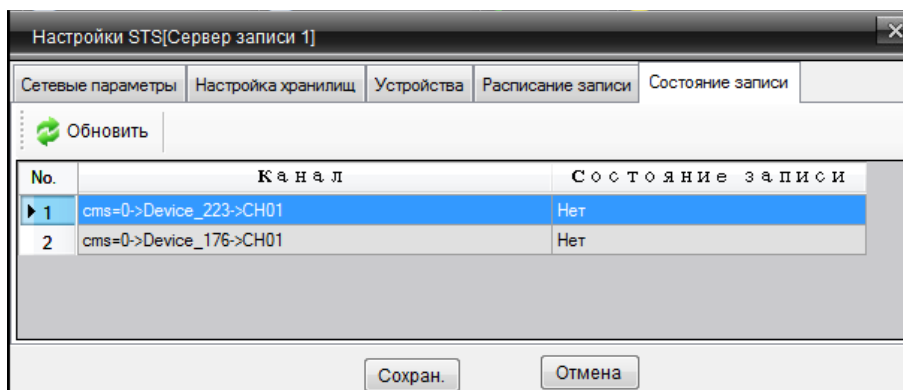 Настройки STS[Сервер записи 1]
Сетевые параметры Настройка хранилищ Устройства Расписание записи Состояние записи
Обновить
No. Канал Состояние записи
1 cms=0->Device_223->CH01 Нет
2 cms=0->Device_176->CH01 Нет
Сохран. Отмена